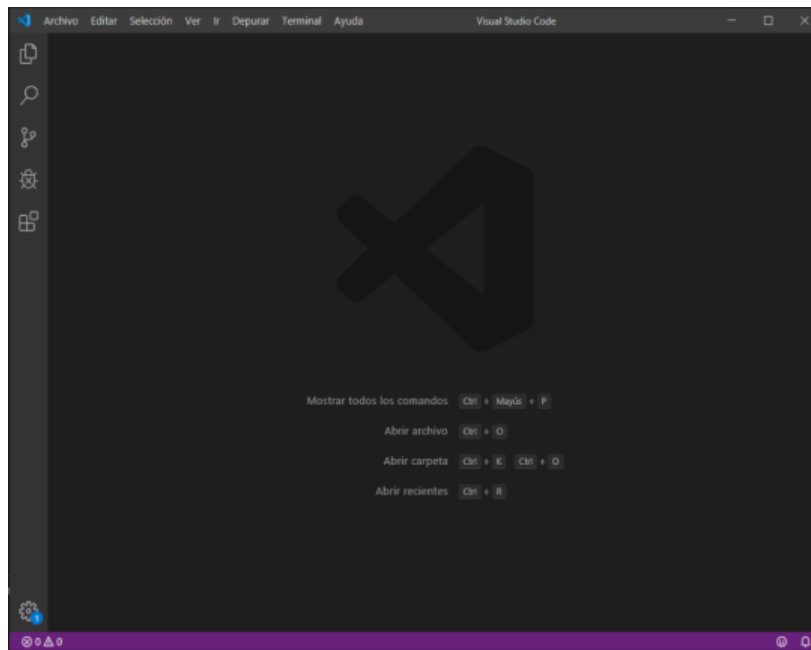 Archivo Editar Selección Ver Ir Depurar Terminal Ayuda Visual Studio Code
Mostrar todos los comandos Ctrl + Mayús + P
Abrir archivo Ctrl + O
Abrir carpeta Ctrl + K Ctrl + O
Abrir recientes Ctrl + R
1
0 0